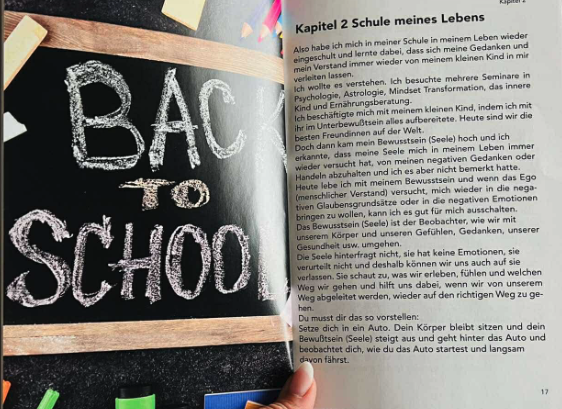 BACK
TO
SCHOOL
Kapitel 2
Kapitel 2 Schule meines Lebens
Also habe ich mich in meiner Schule in meinem Leben wieder
eingeschult und lernte dabei, dass sich meine Gedanken und
mein Verstand immer wieder von meinem kleinen Kind in mir
verleiten lassen.
Ich wollte es verstehen. Ich besuchte mehrere Seminare in
Psychologie, Astrologie, Mindset Transformation, das innere
Kind und Ernährungsberatung.
Ich beschäftigte mich mit meinem kleinen Kind, indem ich mit
ihr im Unterbewußtsein alles aufbereitete. Heute sind wir die
besten Freundinnen auf der Welt.
Doch dann kam mein Bewusstsein (Seele) hoch und ich
erkannte, dass meine Seele mich in meinem Leben immer
wieder versucht hat, von meinen negativen Gedanken oder
Handeln abzuhalten und ich es aber nicht bemerkt hatte.
Heute lebe ich mit meinem Bewusstsein und wenn das Ego
(menschlicher Verstand) versucht, mich wieder in die nega-
tiven Glaubensgrundsätze oder in die negativen Emotionen
bringen zu wollen, kann ich es gut für mich ausschalten.
Das Bewusstsein (Seele) ist der Beobachter, wie wir mit
unserem Körper und unseren Gefühlen, Gedanken, unserer
Gesundheit usw. umgehen.
Die Seele hinterfragt nicht, sie hat keine Emotionen, sie
verurteilt nicht und deshalb können wir uns auch auf sie
verlassen. Sie schaut zu, was wir erleben, fühlen und welchen
Weg wir gehen und hilft uns dabei, wenn wir von unserem
Weg abgeleitet werden, wieder auf den richtigen Weg zu ge-
hen.
Du musst dir das so vorstellen:
Setze dich in ein Auto. Dein Körper bleibt sitzen und dein
Bewußtsein (Seele) steigt aus und geht hinter das Auto und
beobachtet dich, wie du das Auto startest und langsam
davon fährst.
17